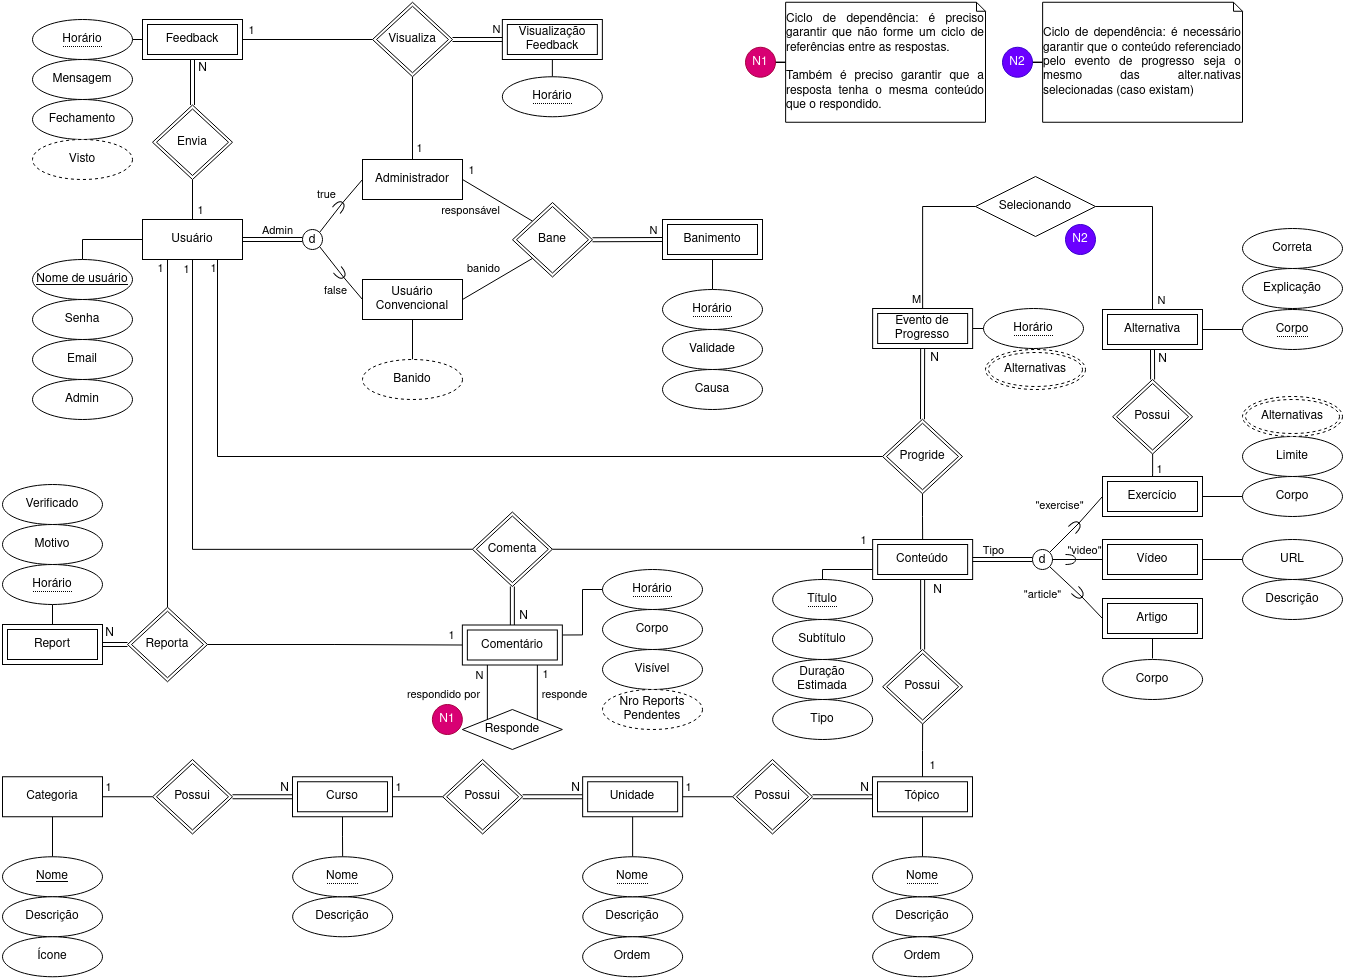 Horário
Mensagem
Fechamento
Visto
Feedback
1
N
Visualiza
N
1
Visualização
Feedback
Horário
N1
Ciclo de dependência: é preciso
garantir que não forme um ciclo de
referências entre as respostas.
Também é preciso garantir que a
resposta tenha o mesma conteúdo
que o respondido.
N2
Ciclo de dependência: é necessário
garantir que o conteúdo referenciado
pelo evento de progresso seja o
mesmo das alter.nativas
selecionadas (caso existam)
Envia
1
Usuário
Admin
d
true
false
Administrador
1
responsável
Bane
banido
N
Banimento
Horário
Validade
Causa
Usuário
Convencional
Banido
1
1
1
Nome de usuário
Senha
Email
Admin
Selecionando
N2
M
N
Evento de
Progresso
N
Horário
Alternativas
Alternativa
N
Correta
Explicação
Corpo
Possui
1
Exercício
Alternativas
Limite
Corpo
Progride
Verificado
Motivo
Horário
Report
N
Reporta
1
Comenta
1
N
Comentário
N
1
respondido por
responde
N1
Responde
Horário
Corpo
Visível
Nro Reports
Pendentes
Conteúdo
N
Tipo
d
"exercise"
"video"
"article"
Vídeo
URL
Descrição
Artigo
Corpo
Título
Subtítulo
Duração
Estimada
Tipo
Possui
1
Categoria
1
Possui
N
Curso
1
Possui
N
Unidade
1
Possui
N
Tópico
Nome
Descrição
Ícone
Nome
Descrição
Nome
Descrição
Ordem
Nome
Descrição
Ordem